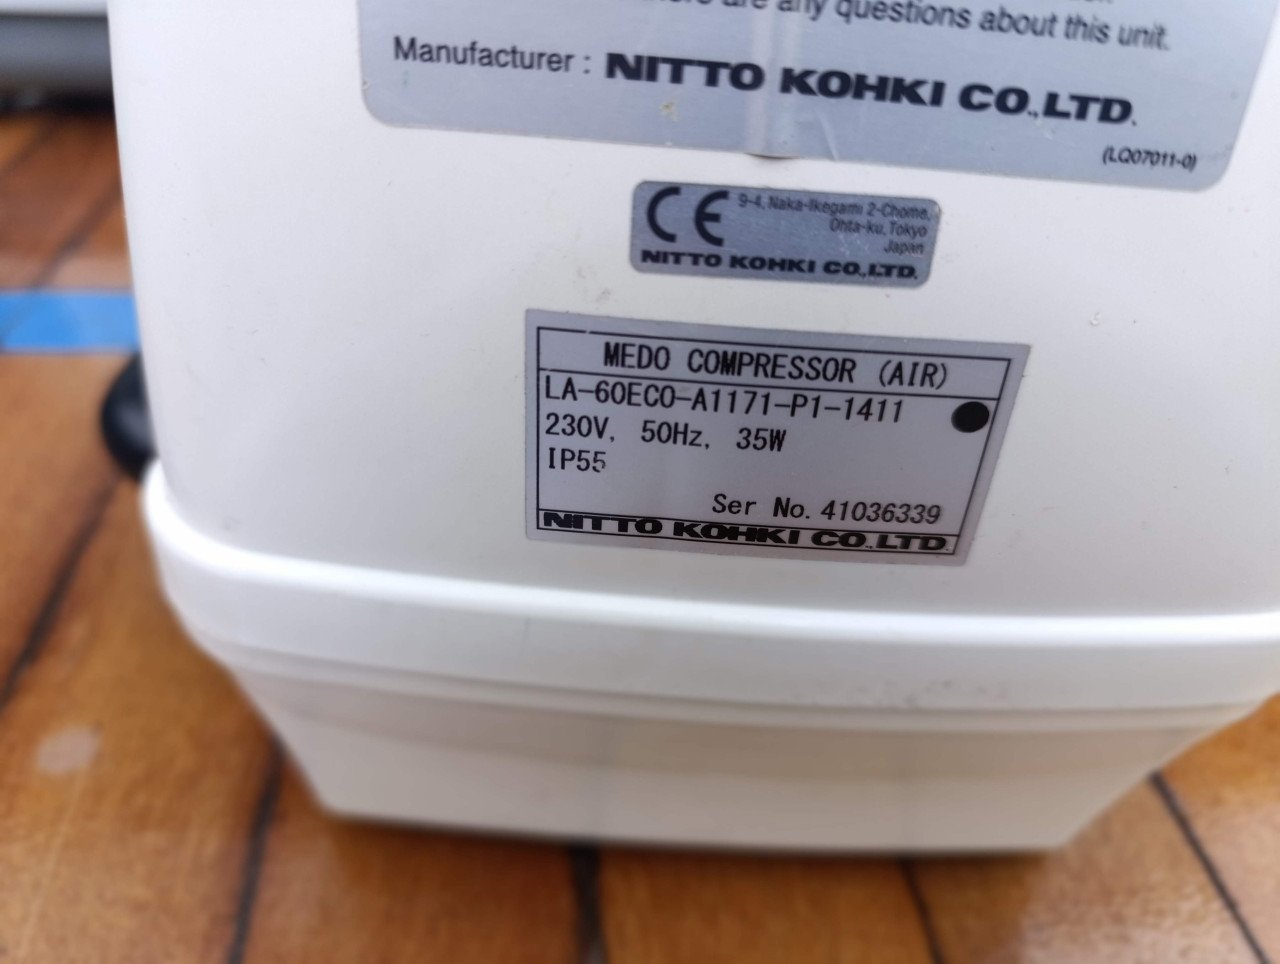 there are any questions about this unit.
Manufacturer : NITTO KOHKI CO.,LTD.
(LQ07011-0)
CE
9-4, Naka-Ikegami 2-Chome,
Ohta-ku, Tokyo
Japan
NITTO KOHKI CO.,LTD.
MEDO COMPRESSOR (AIR)
LA-60ECO-A1171-P1-1411
230V, 50Hz, 35W
IP55
Ser No. 41036339
NITTO KOHKI CO.,LTD.